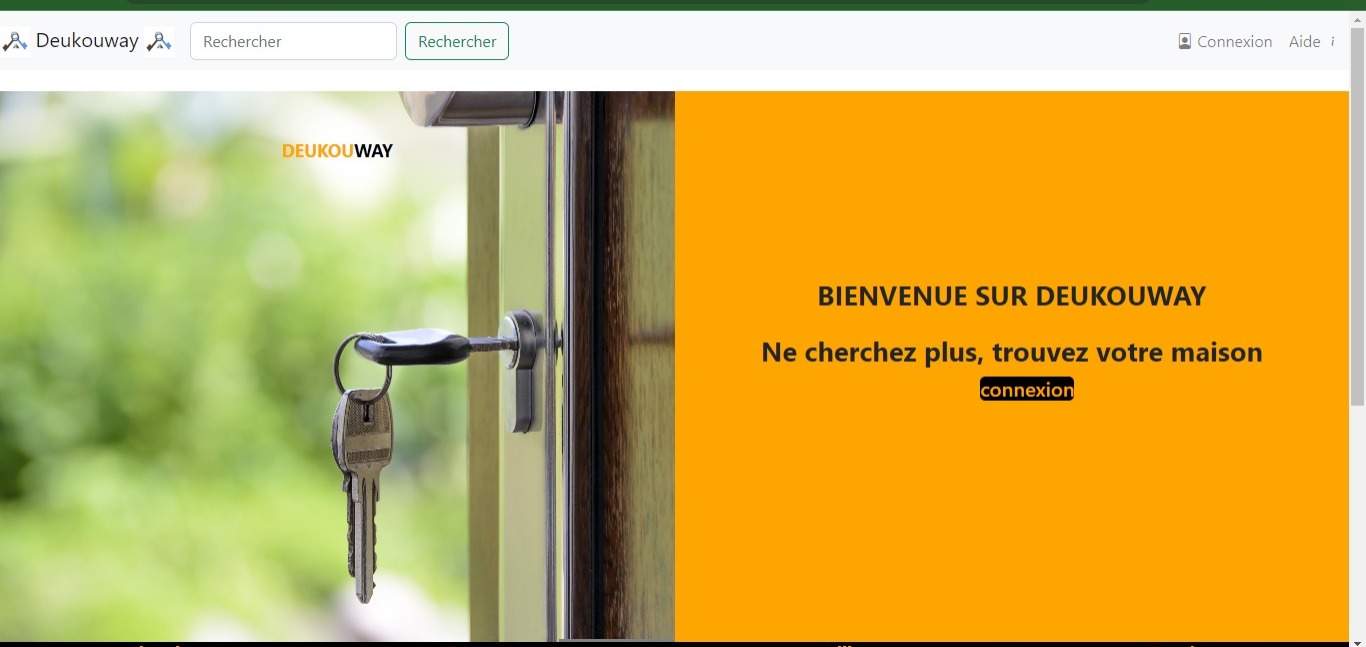 Deukouway
Rechercher
Rechercher
Connexion
Aide
DEUKOUWAY
BIENVENUE SUR DEUKOUWAY
Ne cherchez plus, trouvez votre maison
connexion